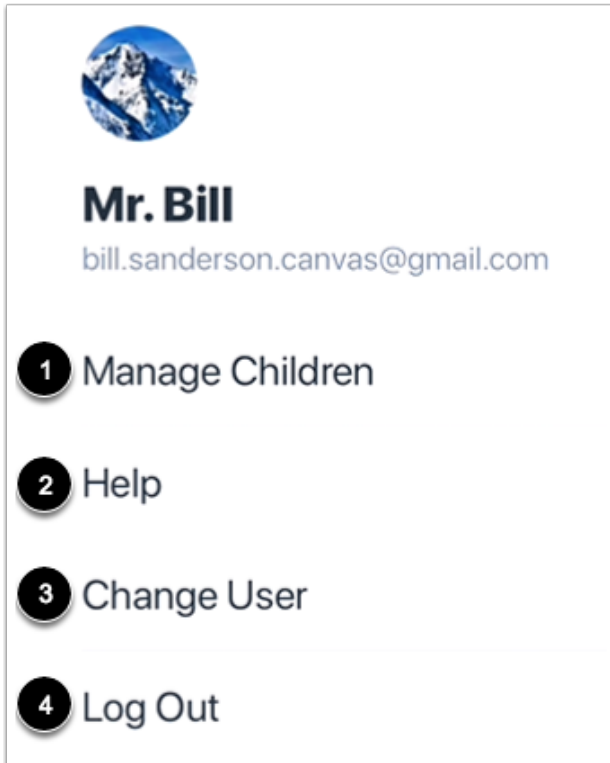 Mr. Bill
bill.sanderson.canvas@gmail.com
1 Manage Children
2 Help
3 Change User
4 Log Out